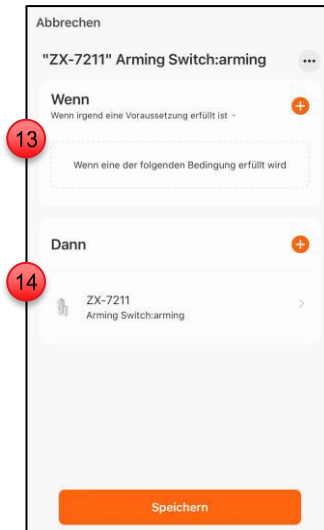 Abbrechen
"ZX-7211" Arming Switch:arming
Wenn
Wenn irgend eine Voraussetzung erfüllt ist
13
Wenn eine der folgenden Bedingung erfüllt wird
Dann
14
ZX-7211
Arming Switch:arming
Speichern